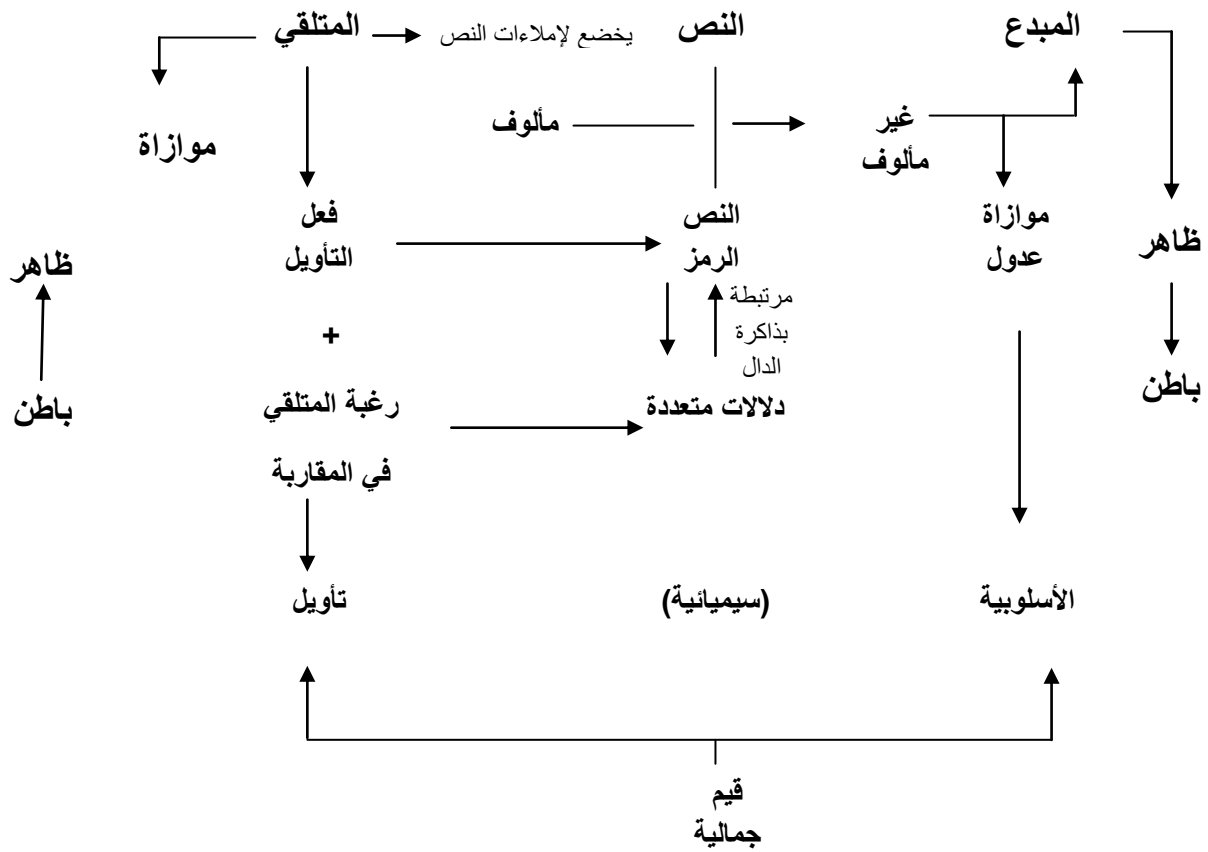 المبدع
النص
يخضع لإملاءات النص
المتلقي
غير
مألوف
مألوف
موازاة
ظاهر
موازاة
عدول
النص
الرمز
فعل
التأويل
ظاهر
مرتبطة
بذاكرة
الدال
+
باطن
دلالات متعددة
رغبة المتلقي
في المقاربة
باطن
الأسلوبية
(سيميائية)
تأويل
قيم
جمالية